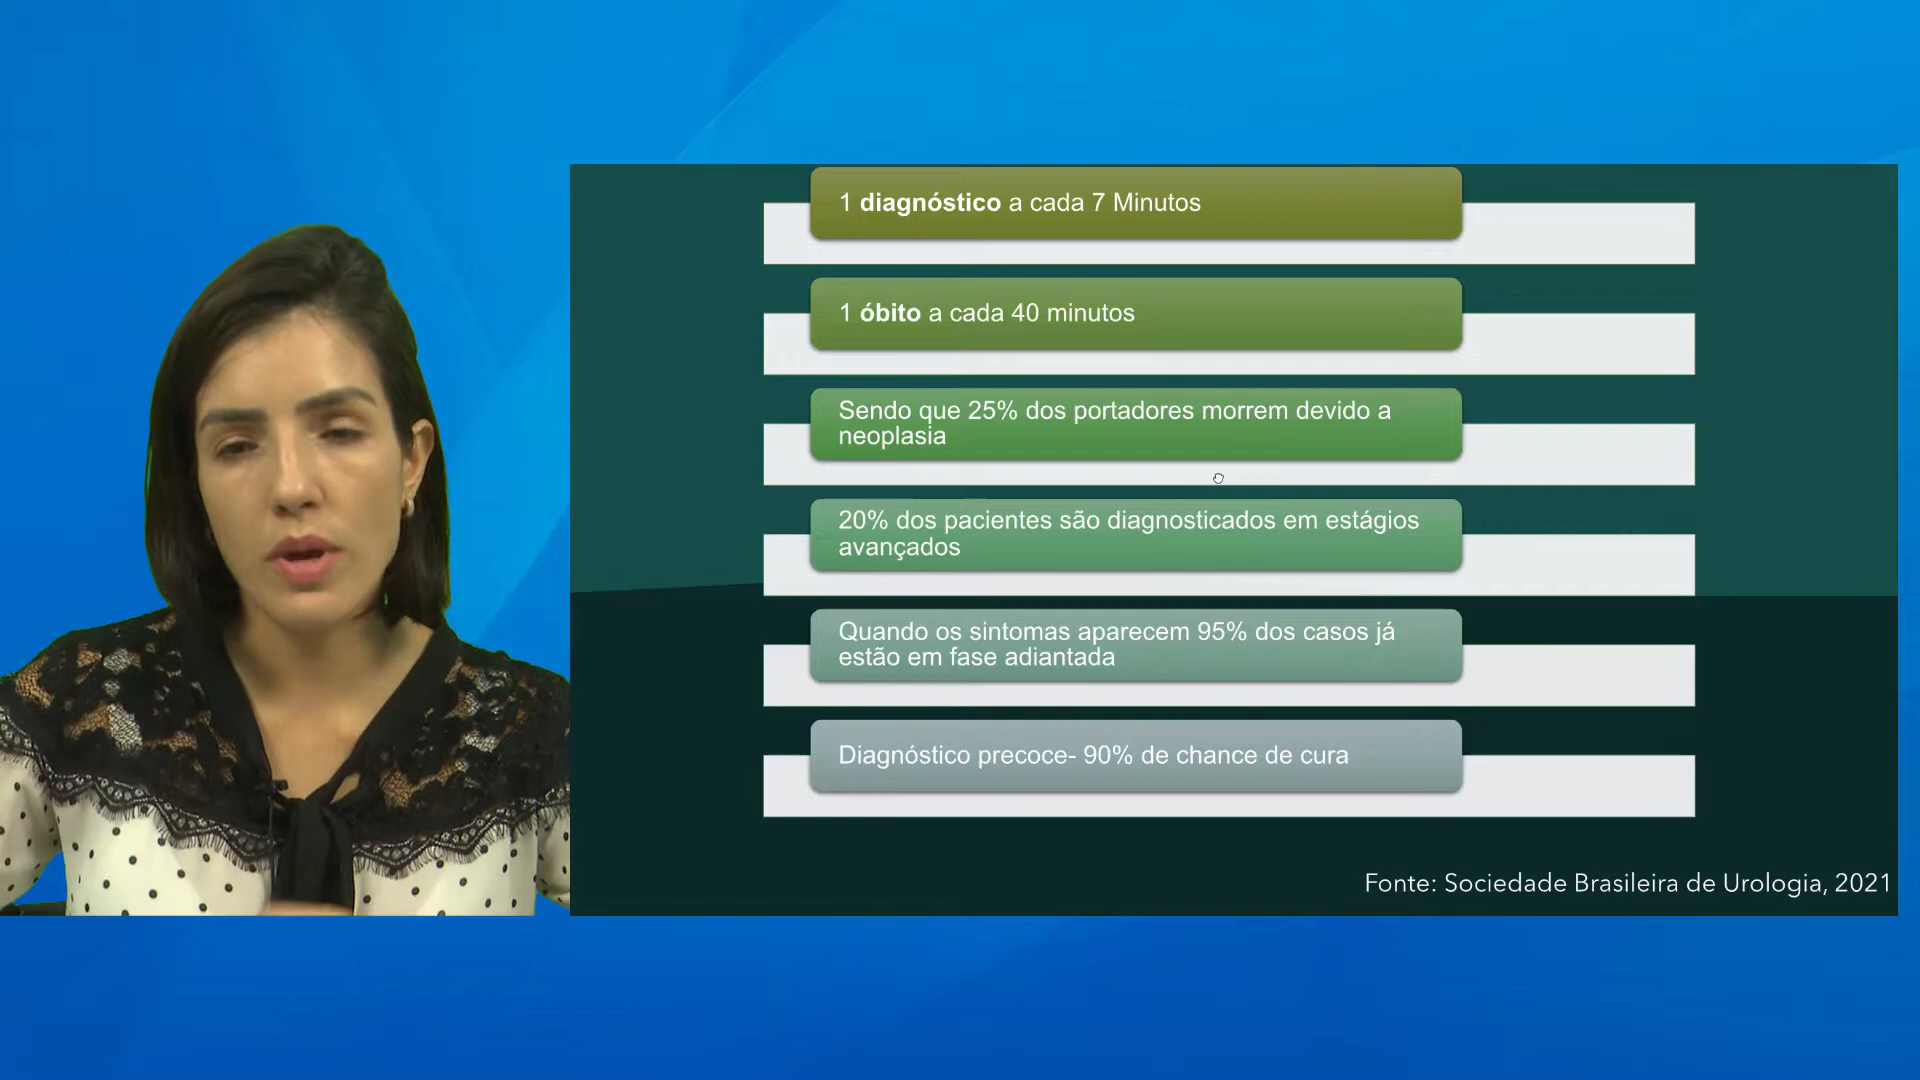 1 diagnóstico a cada 7 Minutos
1 óbito a cada 40 minutos
Sendo que 25% dos portadores morrem devido a
neoplasia
20% dos pacientes são diagnosticados em estágios
avançados
Quando os sintomas aparecem 95% dos casos já
estão em fase adiantada
Diagnóstico precoce- 90% de chance de cura
Fonte: Sociedade Brasileira de Urologia, 2021